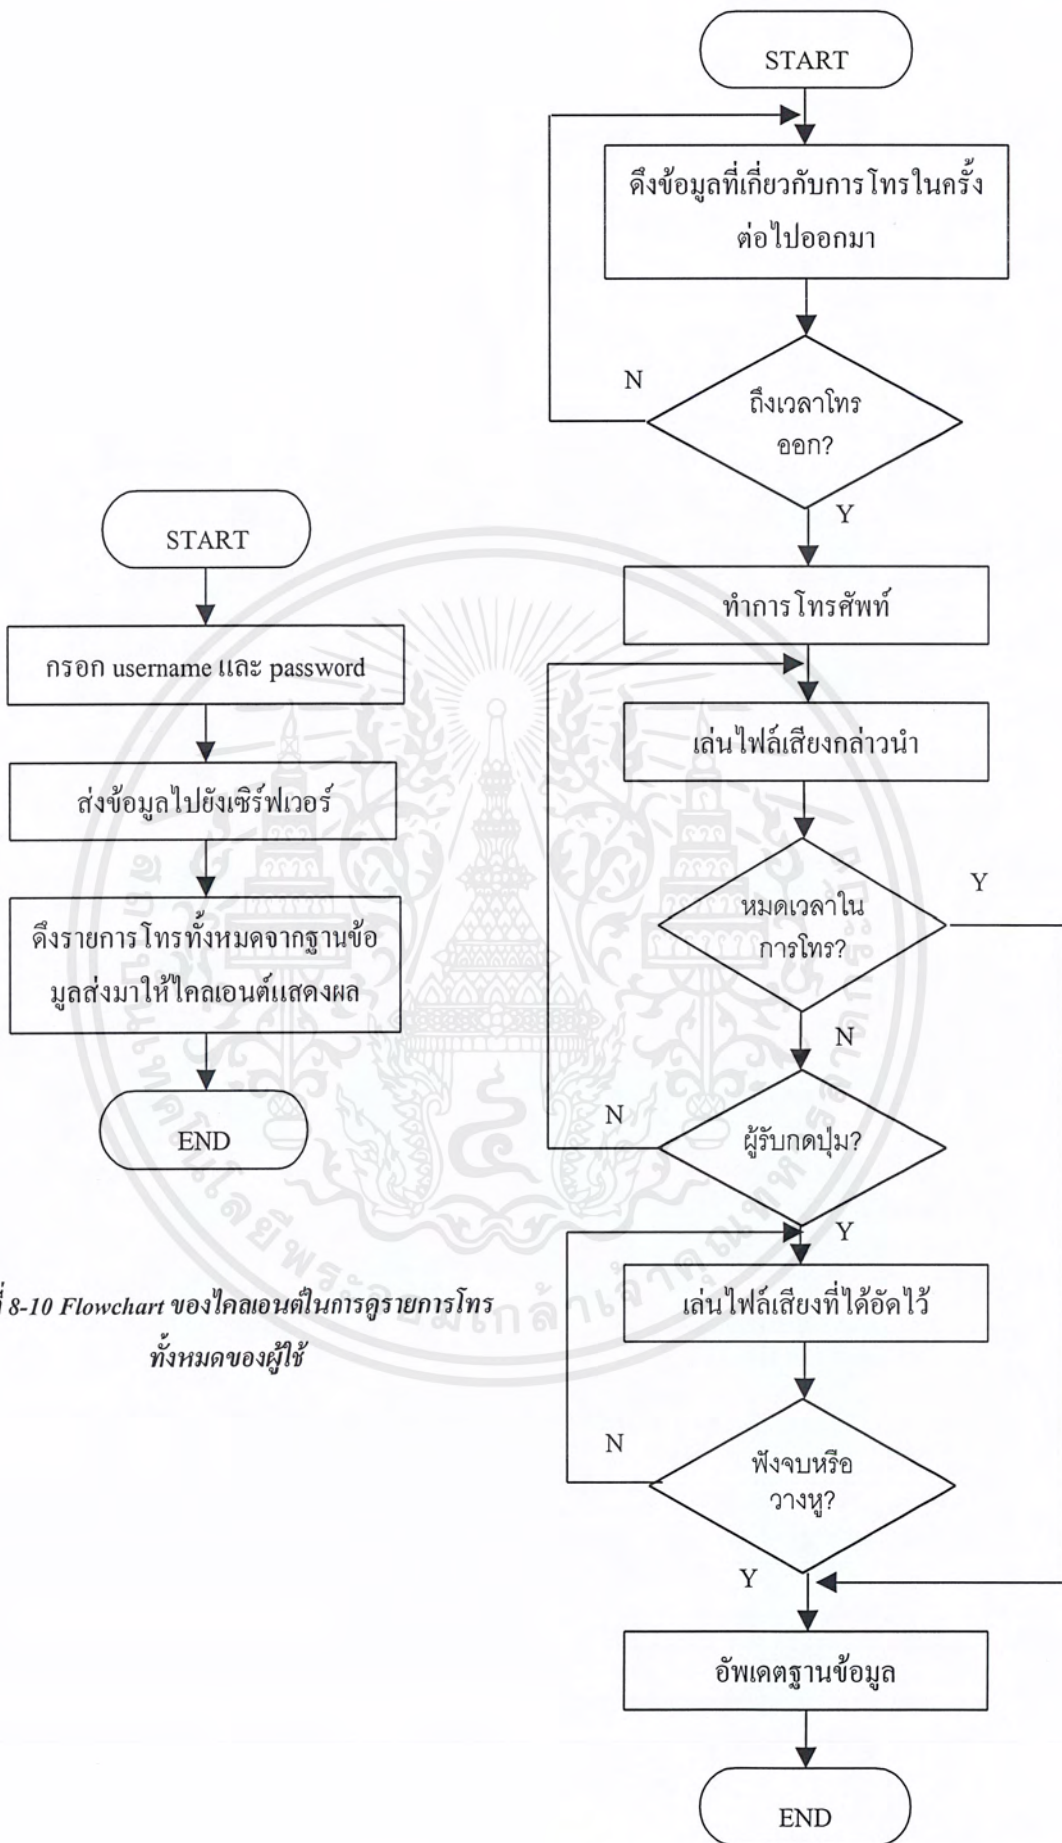 START
กรอก username และ password
ส่งข้อมูลไปยังเซิร์ฟเวอร์
ดึงรายการโทรทั้งหมดจากฐานข้อ
มูลส่งมาให้ไคลเอนต์แสดงผล
END
ที่ 8-10 Flowchart ของไคลเอนต์ในการดูรายการโทร
ทั้งหมดของผู้ใช้
START
ดึงข้อมูลที่เกี่ยวกับการโทรในครั้ง
ต่อไปออกมา
N
ถึงเวลาโทร
ออก?
Y
ทำการโทรศัพท์
เล่นไฟล์เสียงกล่าวนำ
หมดเวลาใน
การโทร?
Y
N
N
ผู้รับกดปุ่ม?
Y
เล่นไฟล์เสียงที่ได้อัดไว้
N
ฟังจบหรือ
วางหู?
Y
อัพเดตฐานข้อมูล
END